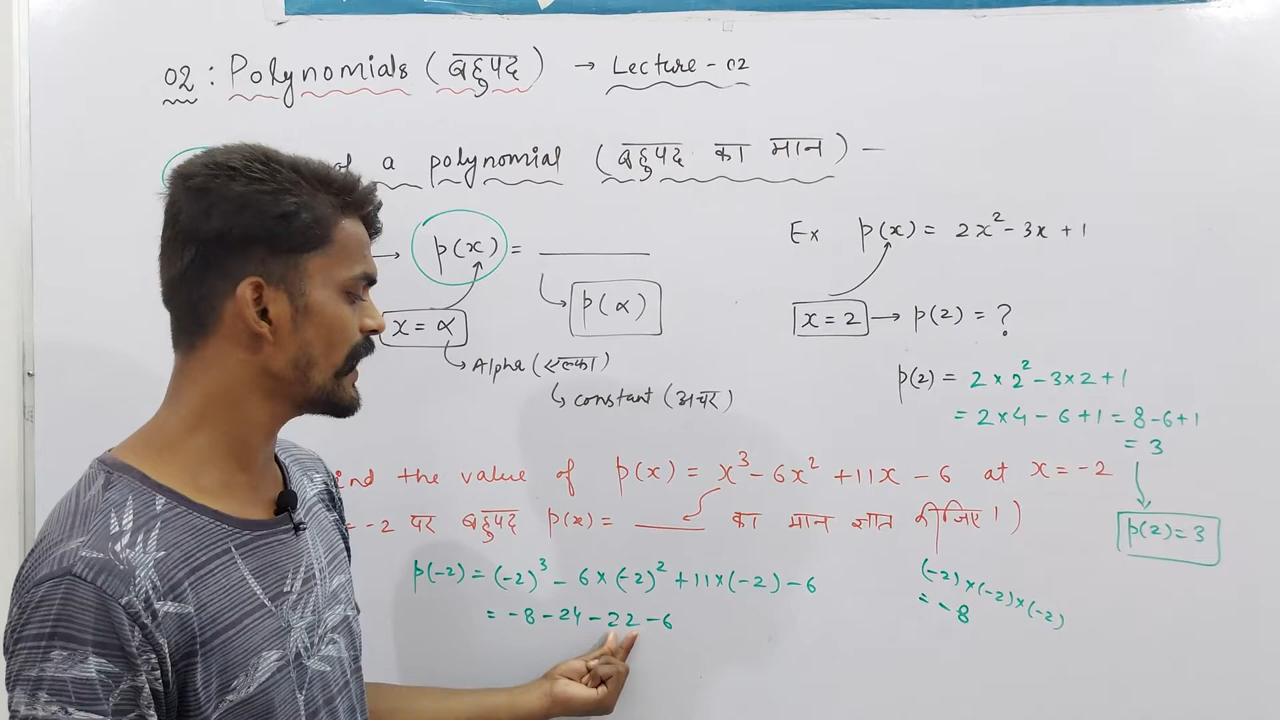 02: Polynomials (बहुपद) → Lecture-02
of a polynomial (बहुपद का मान) —
→ p(x) = ______
x = α
p(α)
Alpha (एल्फा)
constant (अचर)
Ex p(x) = 2x² - 3x + 1
x = 2 → p(2) = ?
p(2) = 2 × 2² - 3 × 2 + 1
= 2 × 4 - 6 + 1 = 8 - 6 + 1
= 3
p(2) = 3
the value of p(x) = x³ - 6x² + 11x - 6 at x = -2
= -2 पर बहुपद p(x) = ____ का मान ज्ञात कीजिए।)
p(-2) = (-2)³ - 6 × (-2)² + 11 × (-2) - 6
= -8 - 24 - 22 - 6
(-2) × (-2) × (-2)
= -8